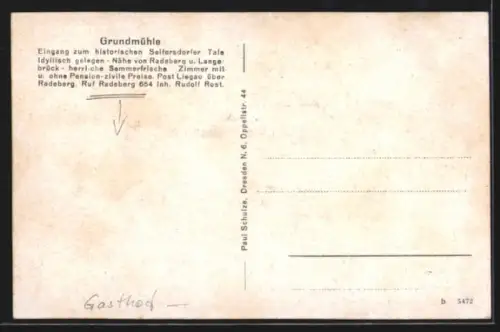 Grundmühle
Eingang zum historischen Seifersdorfer Tale
Idyllisch gelegen - Nähe von Radeberg u. Lange-
brück - herrliche Sommerfrische Zimmer mit
u. ohne Pension-zivile Preise. Post Liegau über
Radeberg. Ruf Radeberg 664 Inh. Rudolf Rost.
Paul Schulze, Dresden N. 6, Oppellstr. 44
Gasthof —
b 5472